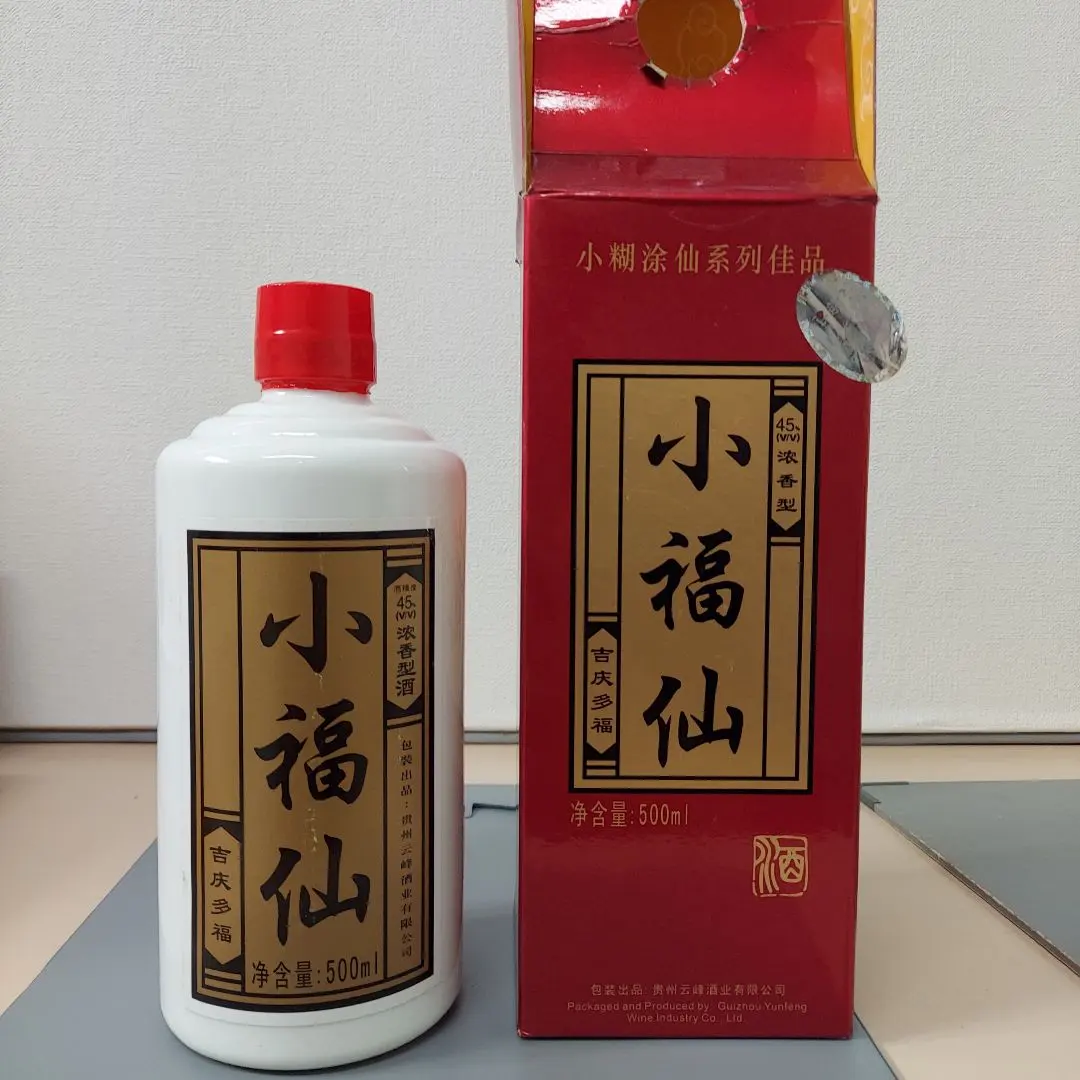 小福仙
酒精度
45%
(V/V)
浓香型酒
包装出品：贵州云峰酒业有限公司
吉庆多福
净含量:500ml
小糊涂仙系列佳品
小福仙
45%
(V/V)
浓香型
吉庆多福
净含量:500ml
酒
包装出品: 贵州云峰酒业有限公司
Packaged and Produced by. Guizhou Yunfeng
Wine Industry Co., Ltd.